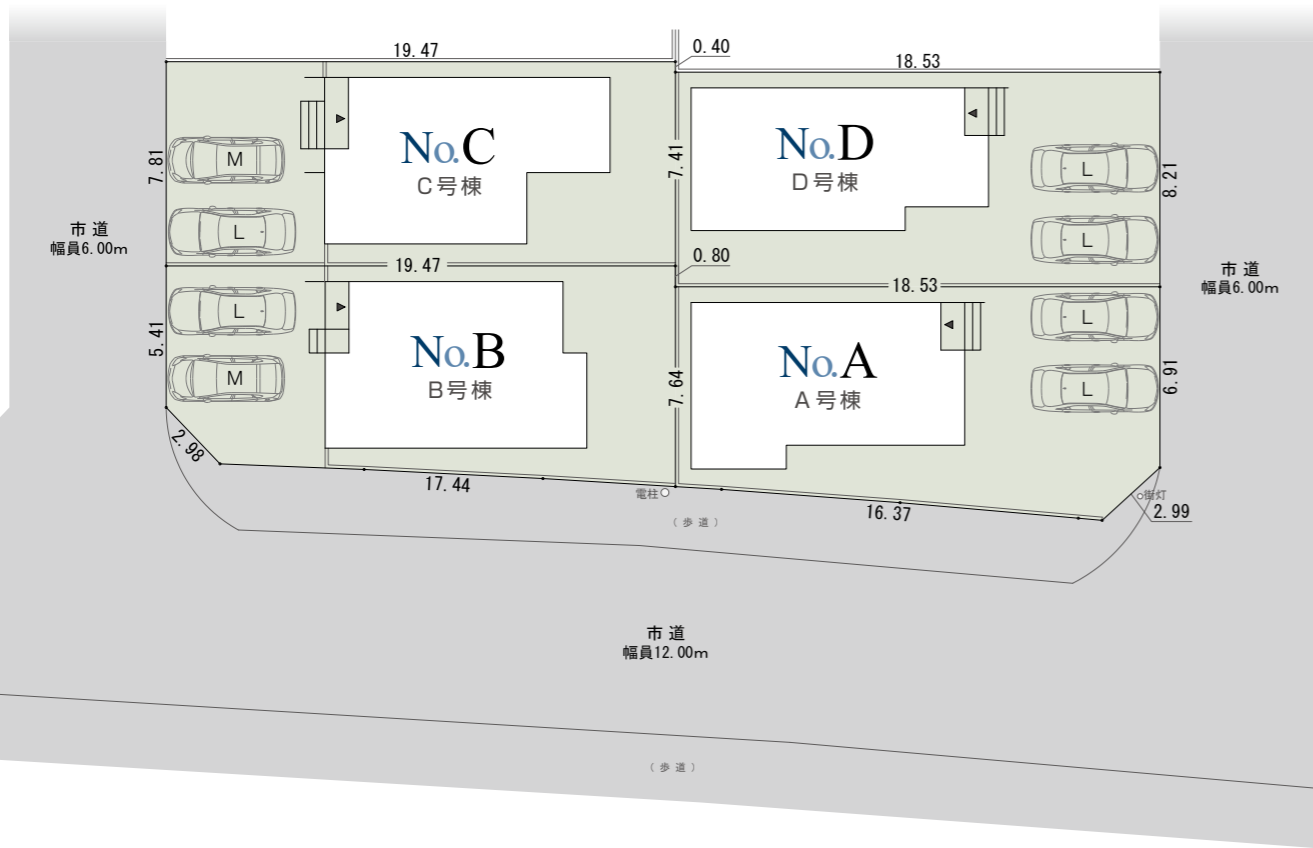 19.47
0.40
18.53
No.C
C号棟
No.D
D号棟
M
L
L
L
7.81
7.41
8.21
市道
幅員6.00m
市道
幅員6.00m
19.47
0.80
18.53
No.B
B号棟
No.A
A号棟
L
M
L
L
5.41
7.64
6.91
2.98
17.44
電柱
16.37
街灯
2.99
(歩道)
市道
幅員12.00m
(歩道)